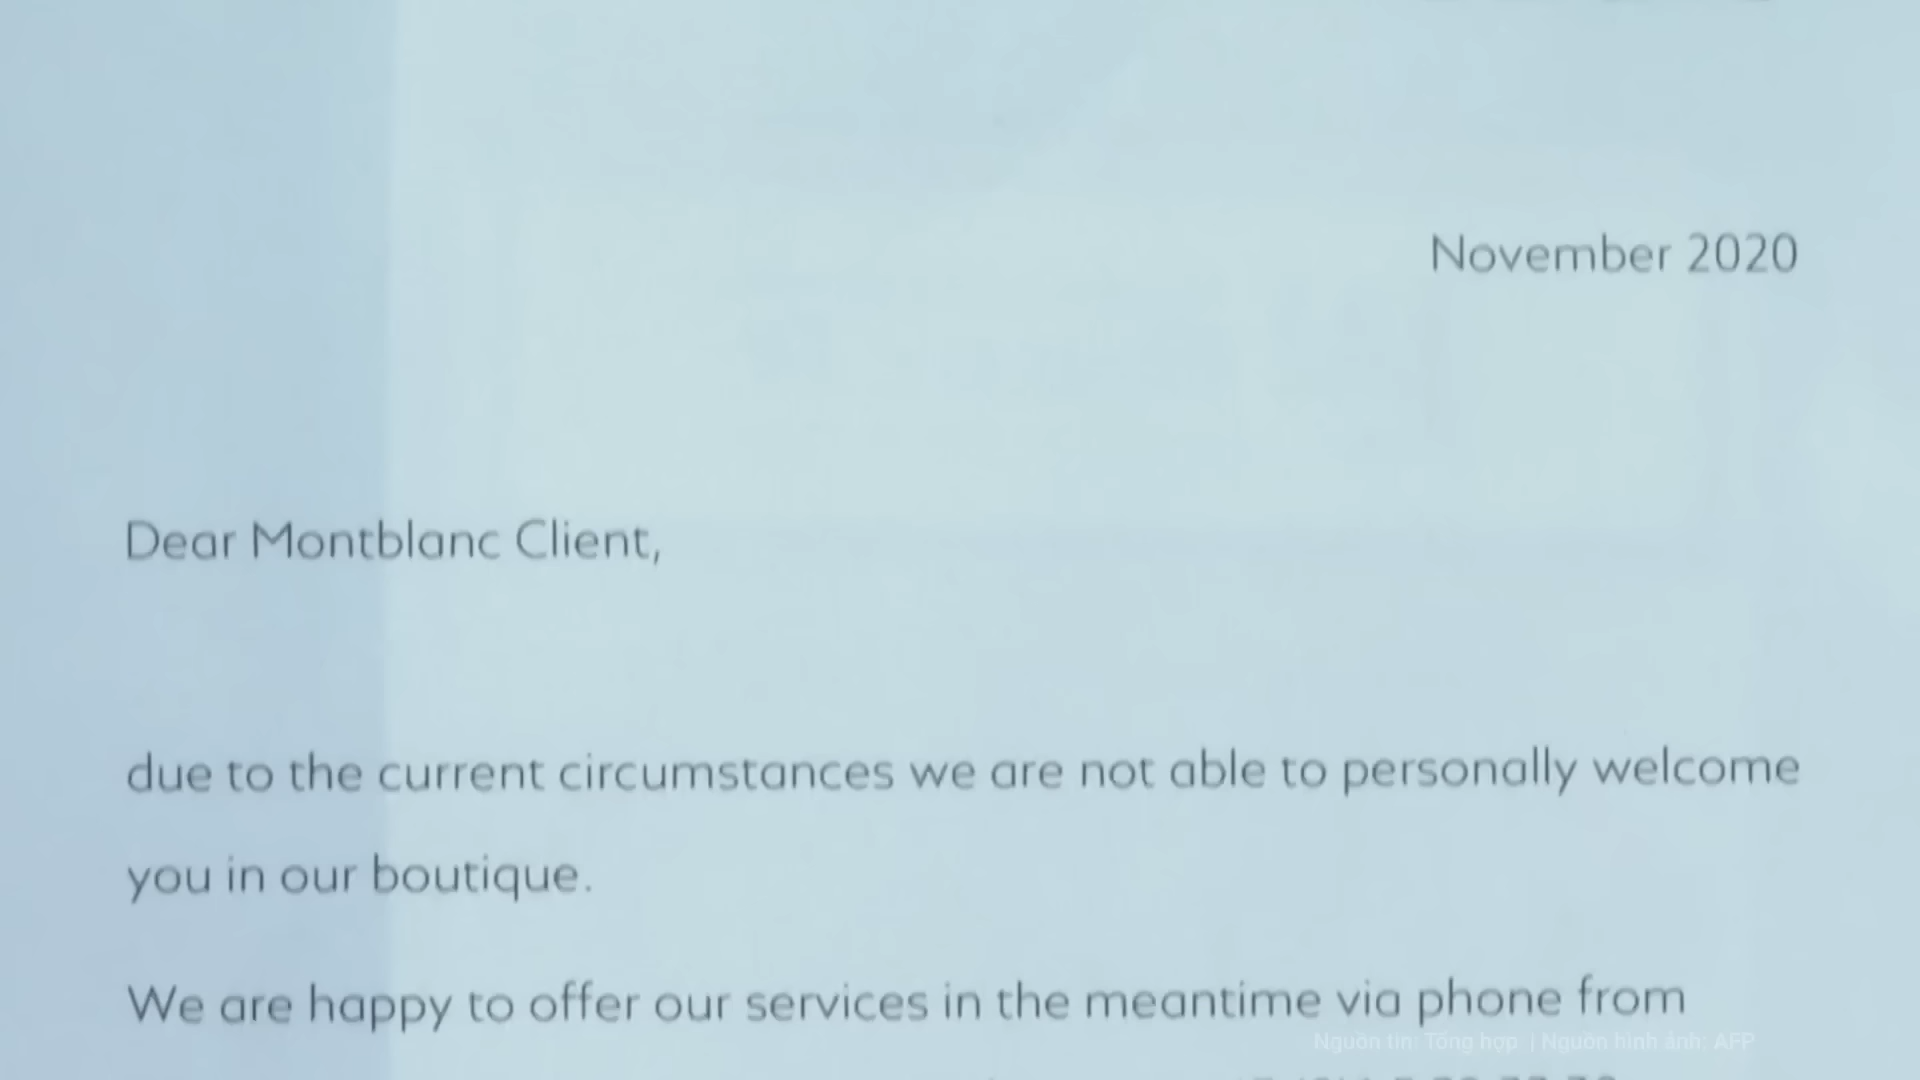 November 2020
Dear Montblanc Client,
due to the current circumstances we are not able to personally welcome
you in our boutique.
We are happy to offer our services in the meantime via phone from
Nguồn tin: Tổng hợp | Nguồn hình ảnh: AFP